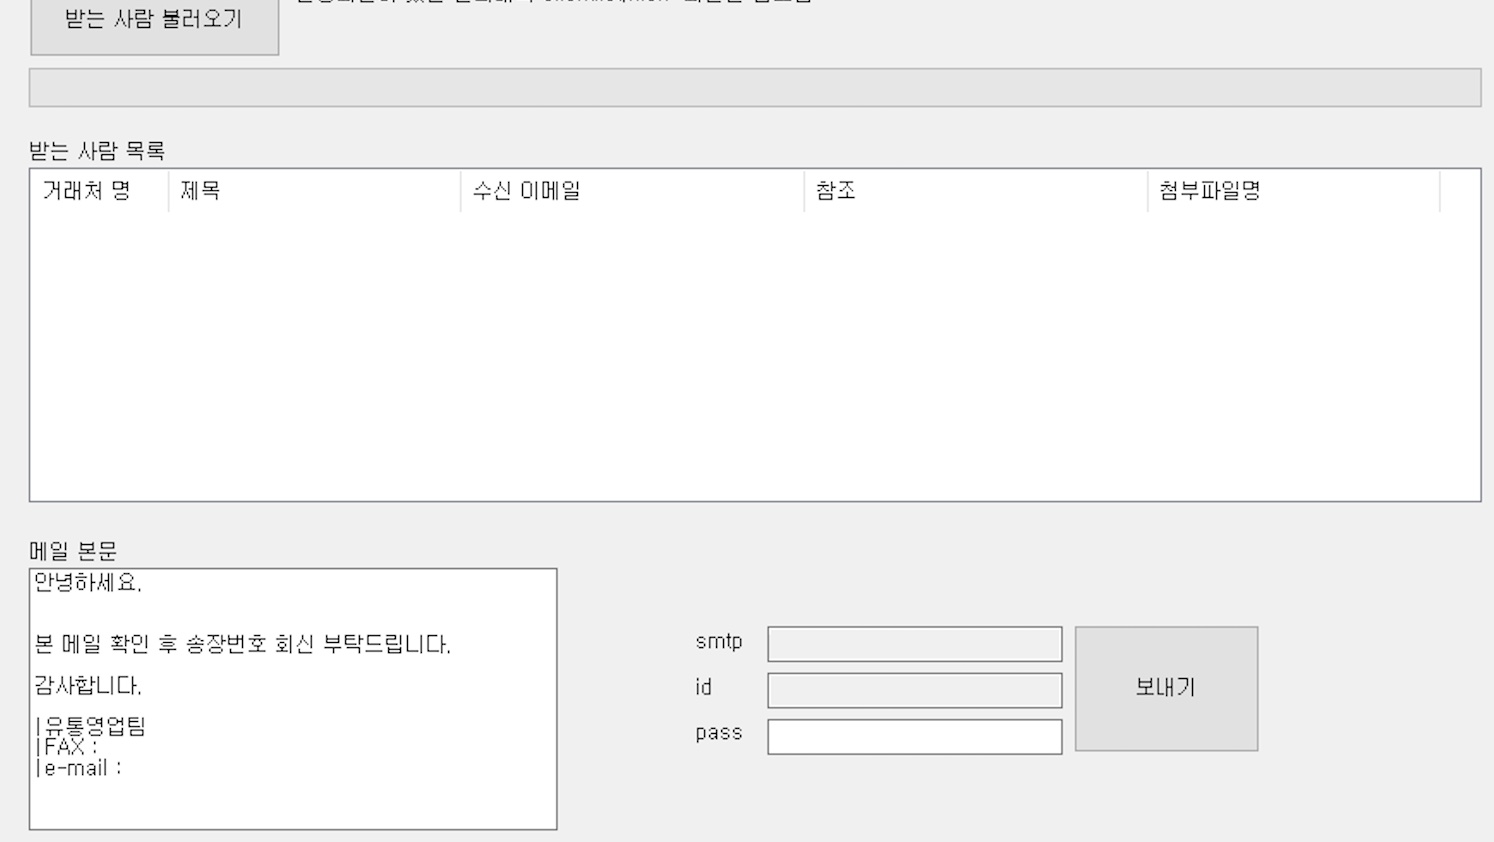 받는 사람 불러오기
받는 사람 목록
거래처 명 제목 수신 이메일 참조 첨부파일명
메일 본문
안녕하세요.
본 메일 확인 후 송장번호 회신 부탁드립니다.
감사합니다.
|유통영업팀
|FAX :
|e-mail :
smtp
id
pass
보내기